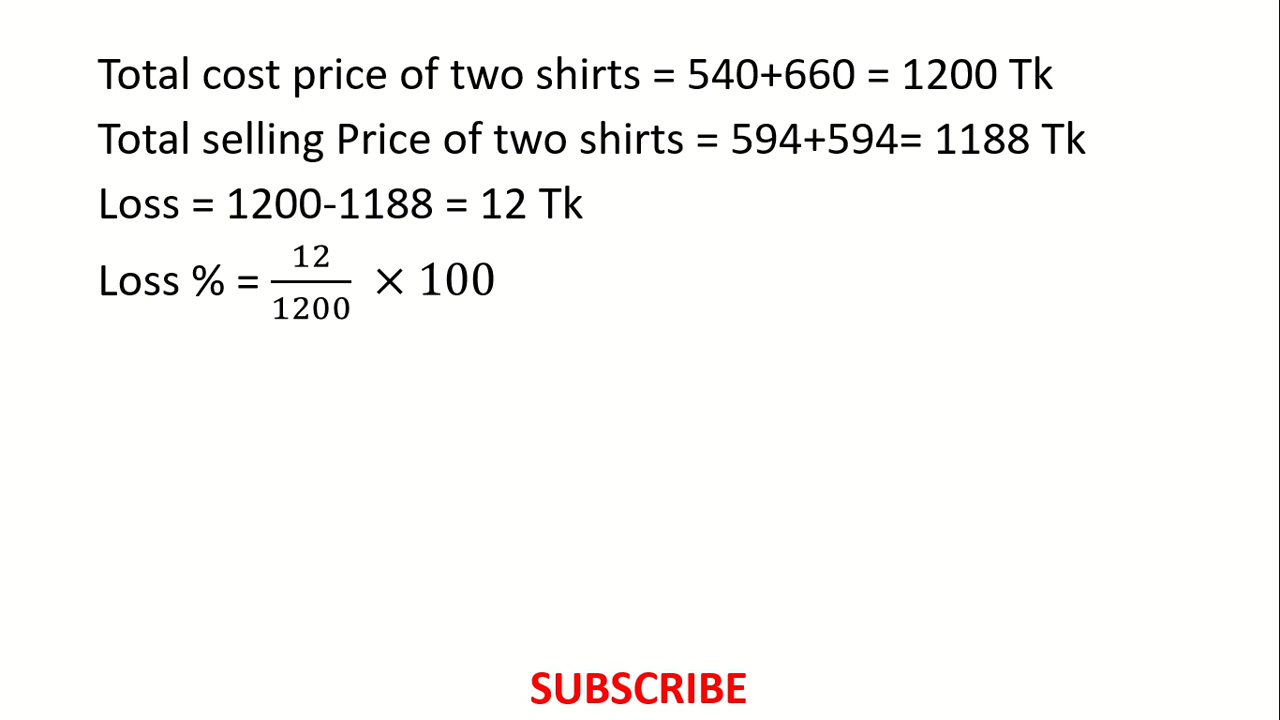 Total cost price of two shirts = 540+660 = 1200 Tk
Total selling Price of two shirts = 594+594= 1188 Tk
Loss = 1200-1188 = 12 Tk
Loss % = 12/1200 × 100
SUBSCRIBE